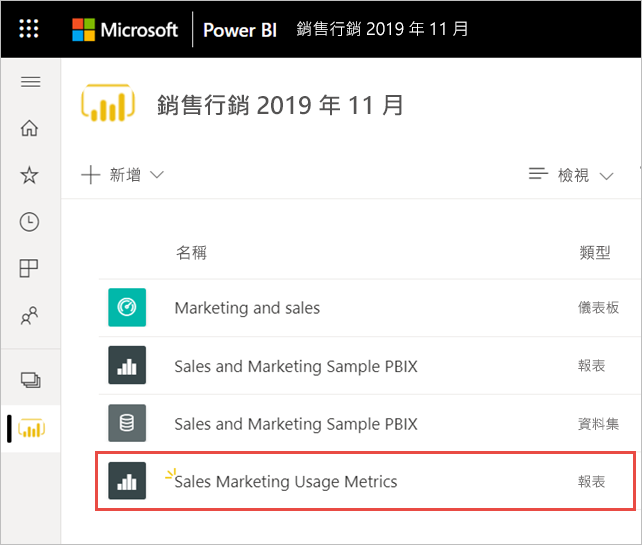 Microsoft Power BI 銷售行銷 2019 年 11 月
銷售行銷 2019 年 11 月
新增 檢視
名稱 類型
Marketing and sales 儀表板
Sales and Marketing Sample PBIX 報表
Sales and Marketing Sample PBIX 資料集
Sales Marketing Usage Metrics 報表